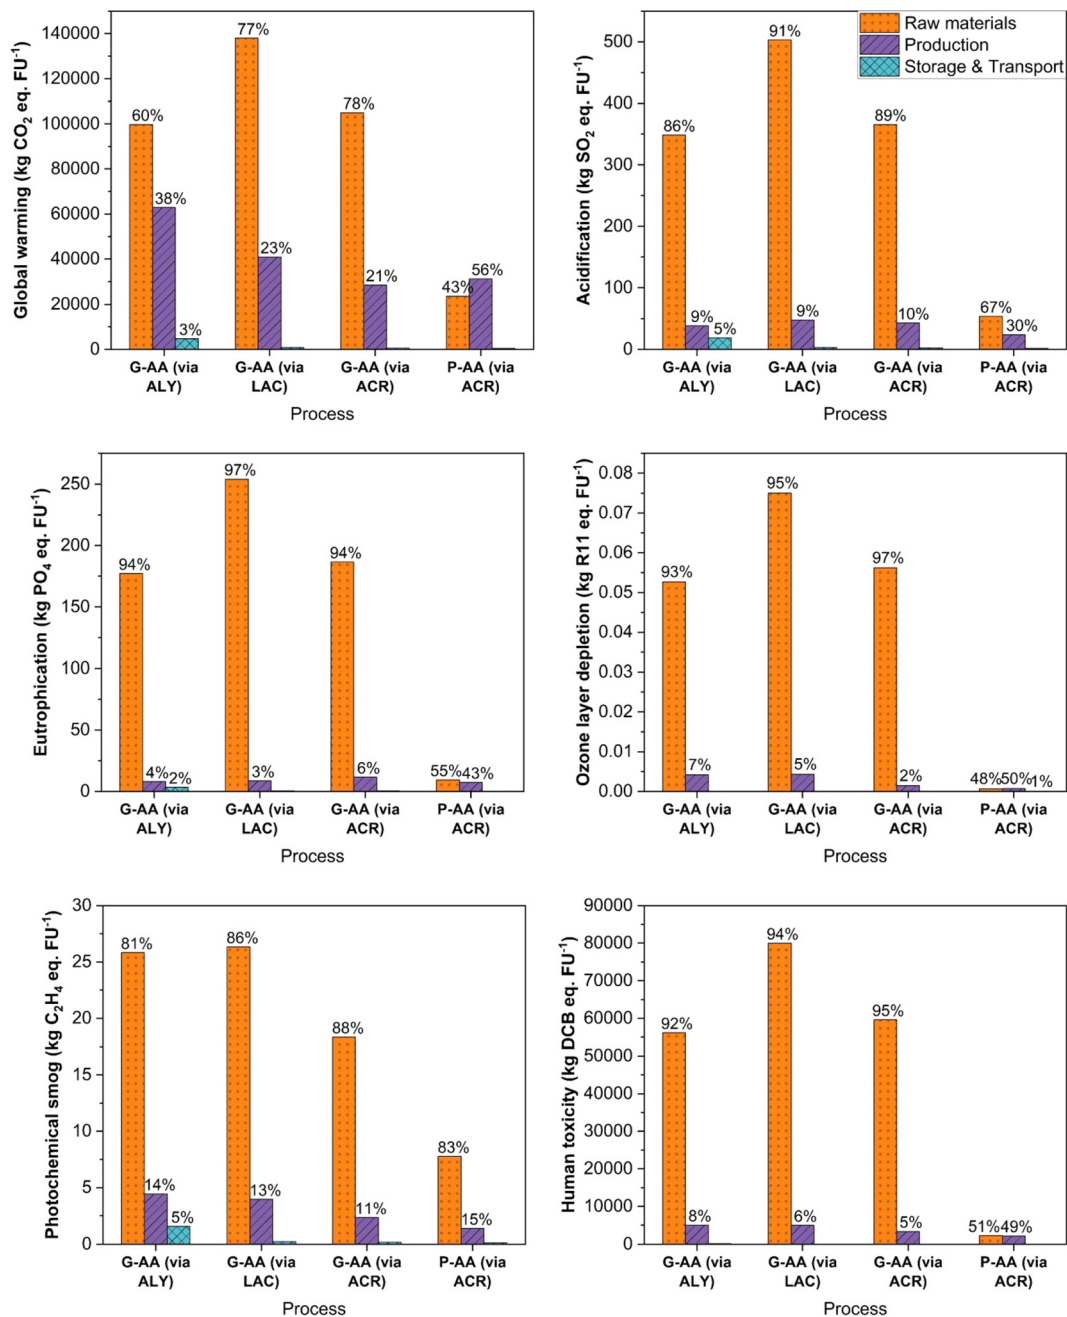 Global warming (kg CO₂ eq. FU⁻¹)
140000
120000
100000
80000
60000
40000
20000
0
60%
38%
3%
77%
23%
78%
21%
43%
56%
G-AA (via ALY)
G-AA (via LAC)
G-AA (via ACR)
P-AA (via ACR)
Process
Acidification (kg SO₂ eq. FU⁻¹)
500
400
300
200
100
0
Raw materials
Production
Storage & Transport
86%
9%
5%
91%
9%
89%
10%
67%
30%
G-AA (via ALY)
G-AA (via LAC)
G-AA (via ACR)
P-AA (via ACR)
Process
Eutrophication (kg PO₄ eq. FU⁻¹)
250
200
150
100
50
0
94%
4%
2%
97%
3%
94%
6%
55%
43%
G-AA (via ALY)
G-AA (via LAC)
G-AA (via ACR)
P-AA (via ACR)
Process
Ozone layer depletion (kg R11 eq. FU⁻¹)
0.08
0.07
0.06
0.05
0.04
0.03
0.02
0.01
0.00
93%
7%
95%
5%
97%
2%
48%
50%
1%
G-AA (via ALY)
G-AA (via LAC)
G-AA (via ACR)
P-AA (via ACR)
Process
Photochemical smog (kg C₂H₄ eq. FU⁻¹)
30
25
20
15
10
5
0
81%
14%
5%
86%
13%
88%
11%
83%
15%
G-AA (via ALY)
G-AA (via LAC)
G-AA (via ACR)
P-AA (via ACR)
Process
Human toxicity (kg DCB eq. FU⁻¹)
90000
80000
70000
60000
50000
40000
30000
20000
10000
0
92%
8%
94%
6%
95%
5%
51%
49%
G-AA (via ALY)
G-AA (via LAC)
G-AA (via ACR)
P-AA (via ACR)
Process